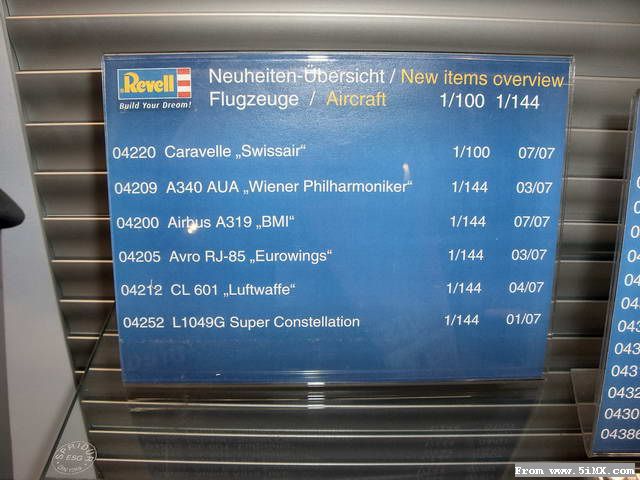 Revell
Build Your Dream!
Neuheiten-Übersicht / New items overview
Flugzeuge / Aircraft 1/100 1/144
04220 Caravelle „Swissair“ 1/100 07/07
04209 A340 AUA „Wiener Philharmoniker“ 1/144 03/07
04200 Airbus A319 „BMI“ 1/144 07/07
04205 Avro RJ-85 „Eurowings“ 1/144 03/07
04212 CL 601 „Luftwaffe“ 1/144 04/07
04252 L1049G Super Constellation 1/144 01/07
0430
04386
ESG
From www.5iMX.com